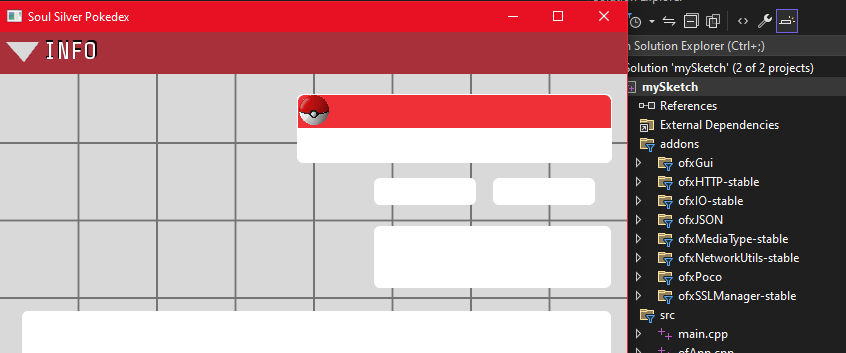 Soul Silver Pokedex
INFO
Solution Explorer (Ctrl+;)
Solution 'mySketch' (2 of 2 projects)
mySketch
References
External Dependencies
addons
ofxGui
ofxHTTP-stable
ofxIO-stable
ofxJSON
ofxMediaType-stable
ofxNetworkUtils-stable
ofxPoco
ofxSSLManager-stable
src
main.cpp
ofApp.cpp